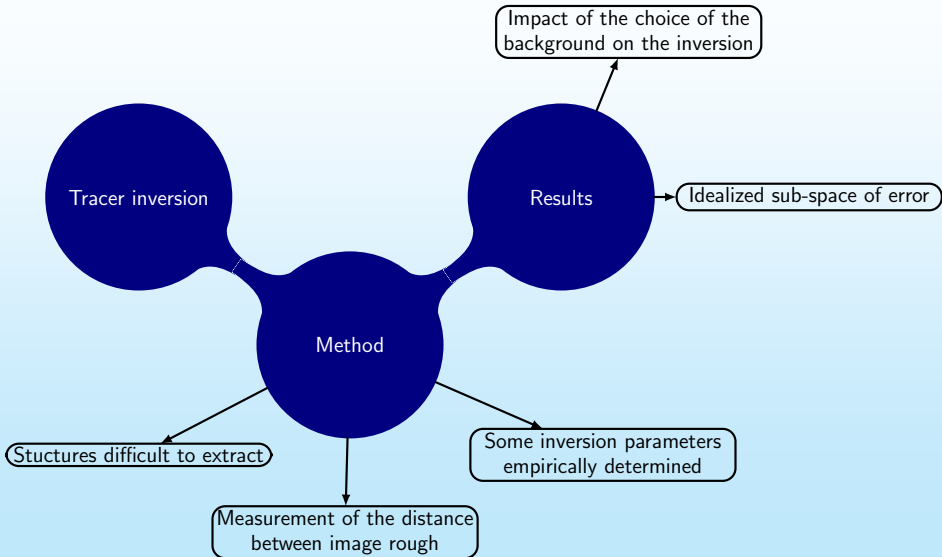 Impact of the choice of the
background on the inversion
Tracer inversion
Results
Idealized sub-space of error
Method
Stuctures difficult to extract
Some inversion parameters
empirically determined
Measurement of the distance
between image rough